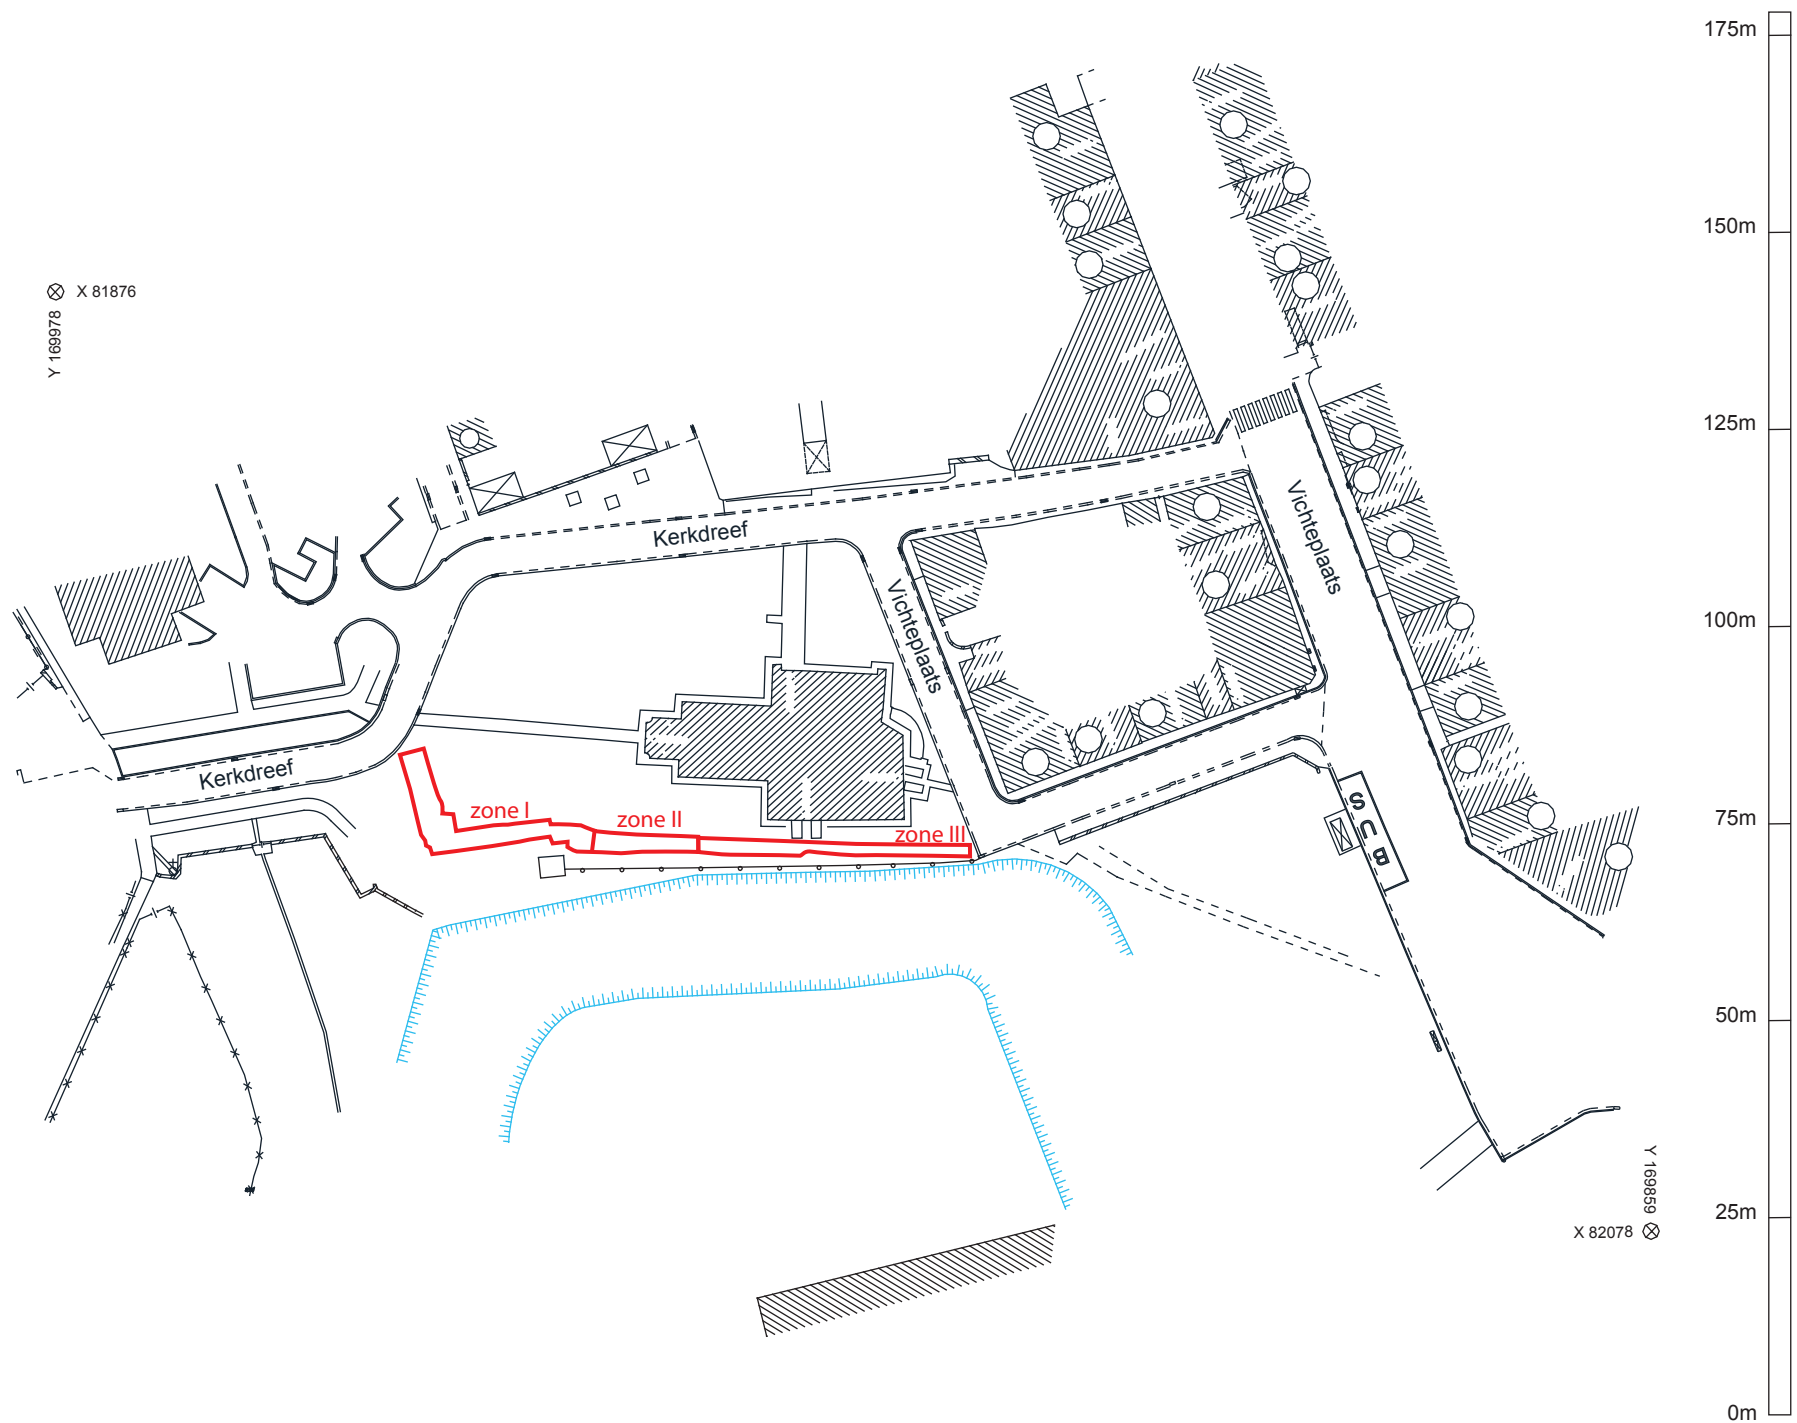 175m
150m
X 81876
Y 169978
125m
Kerkdreef
Vichteplaats
Vichteplaats
100m
Kerkdreef
zone I
zone II
zone III
75m
S U B
50m
Y 169859
X 82078
25m
0m